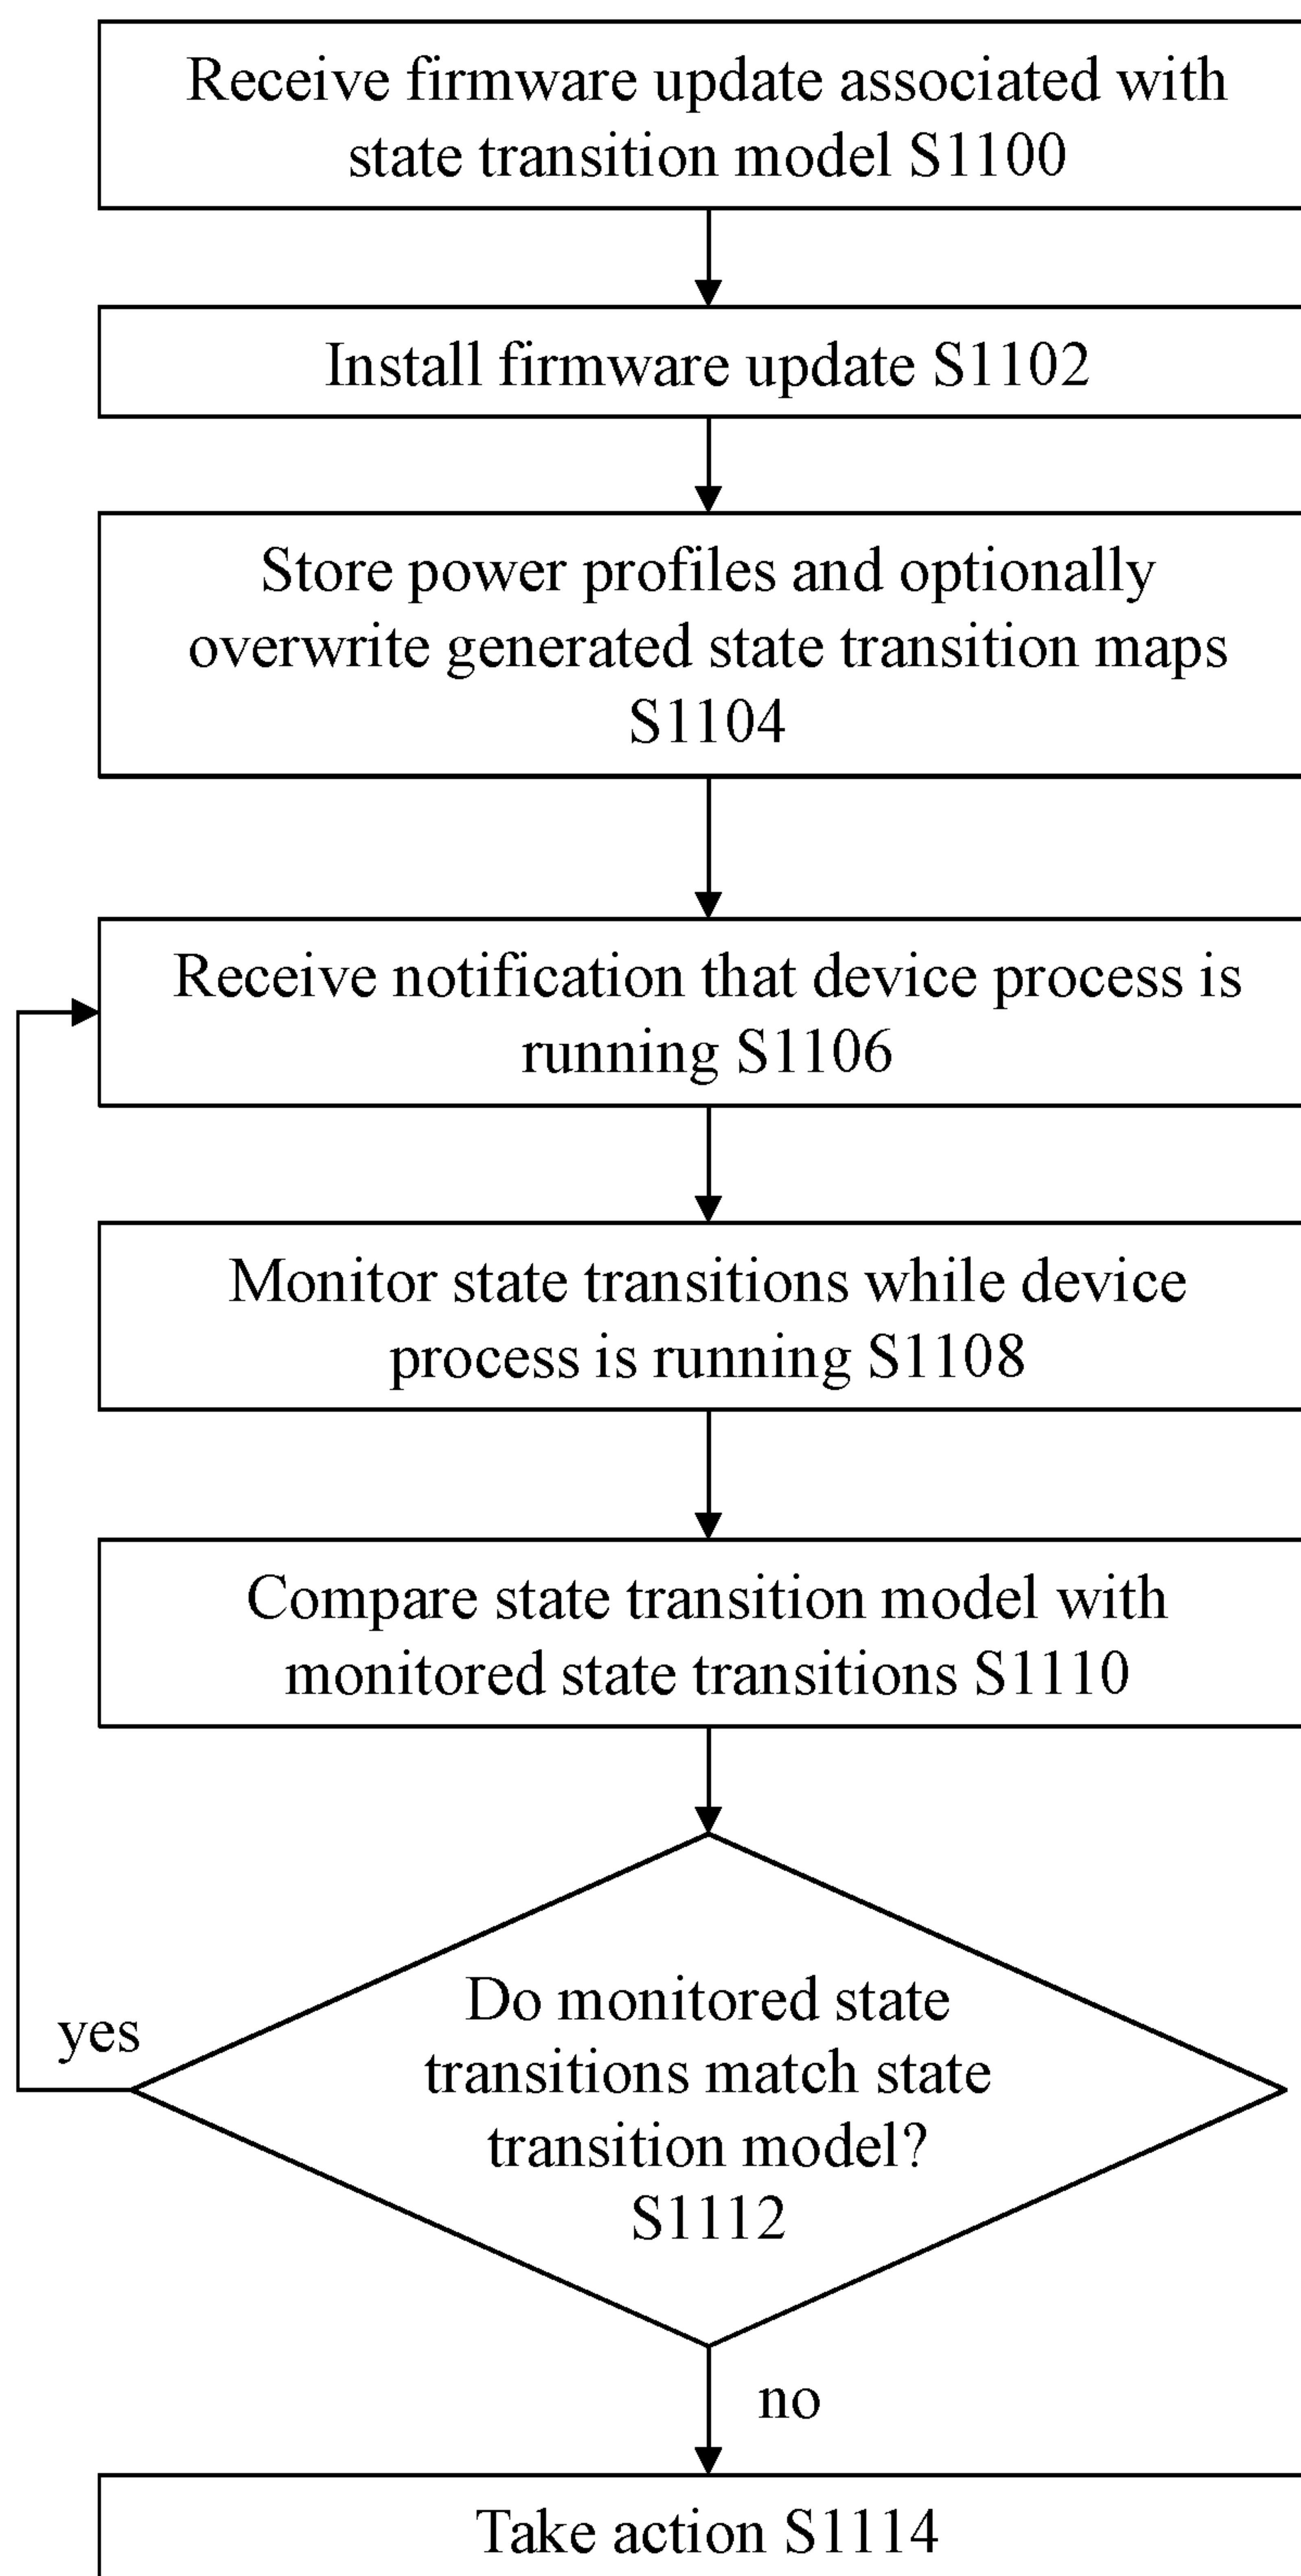 Receive firmware update associated with
state transition model S1100
Install firmware update S1102
Store power profiles and optionally
overwrite generated state transition maps
S1104
Receive notification that device process is
running S1106
Monitor state transitions while device
process is running S1108
Compare state transition model with
monitored state transitions S1110
Do monitored state
transitions match state
transition model?
S1112
yes
no
Take action S1114